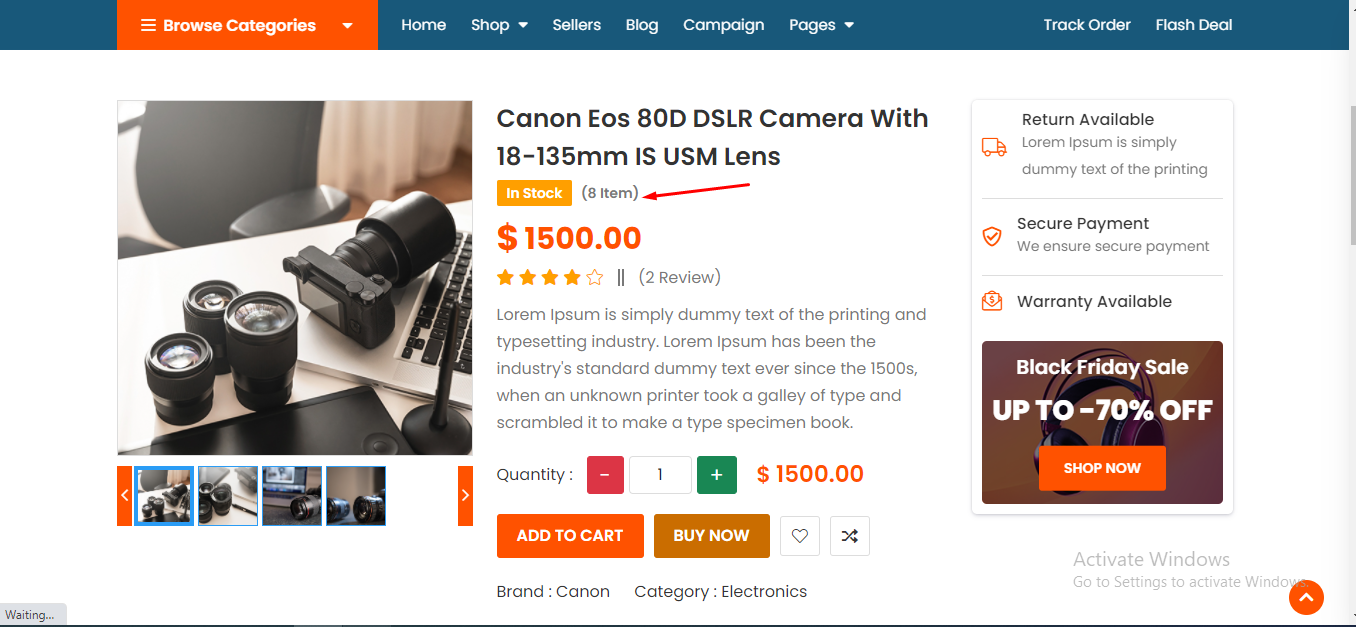 Browse Categories
Home Shop Sellers Blog Campaign Pages
Track Order Flash Deal
Canon Eos 80D DSLR Camera With
18-135mm IS USM Lens
In Stock (8 Item)
$ 1500.00
|| (2 Review)
Lorem Ipsum is simply dummy text of the printing and
typesetting industry. Lorem Ipsum has been the
industry's standard dummy text ever since the 1500s,
when an unknown printer took a galley of type and
scrambled it to make a type specimen book.
Quantity : - 1 + $ 1500.00
ADD TO CART BUY NOW
Brand : Canon Category : Electronics
Return Available
Lorem Ipsum is simply
dummy text of the printing
Secure Payment
We ensure secure payment
Warranty Available
Black Friday Sale
UP TO -70% OFF
SHOP NOW
Activate Windows
Go to Settings to activate Windows.
Waiting...